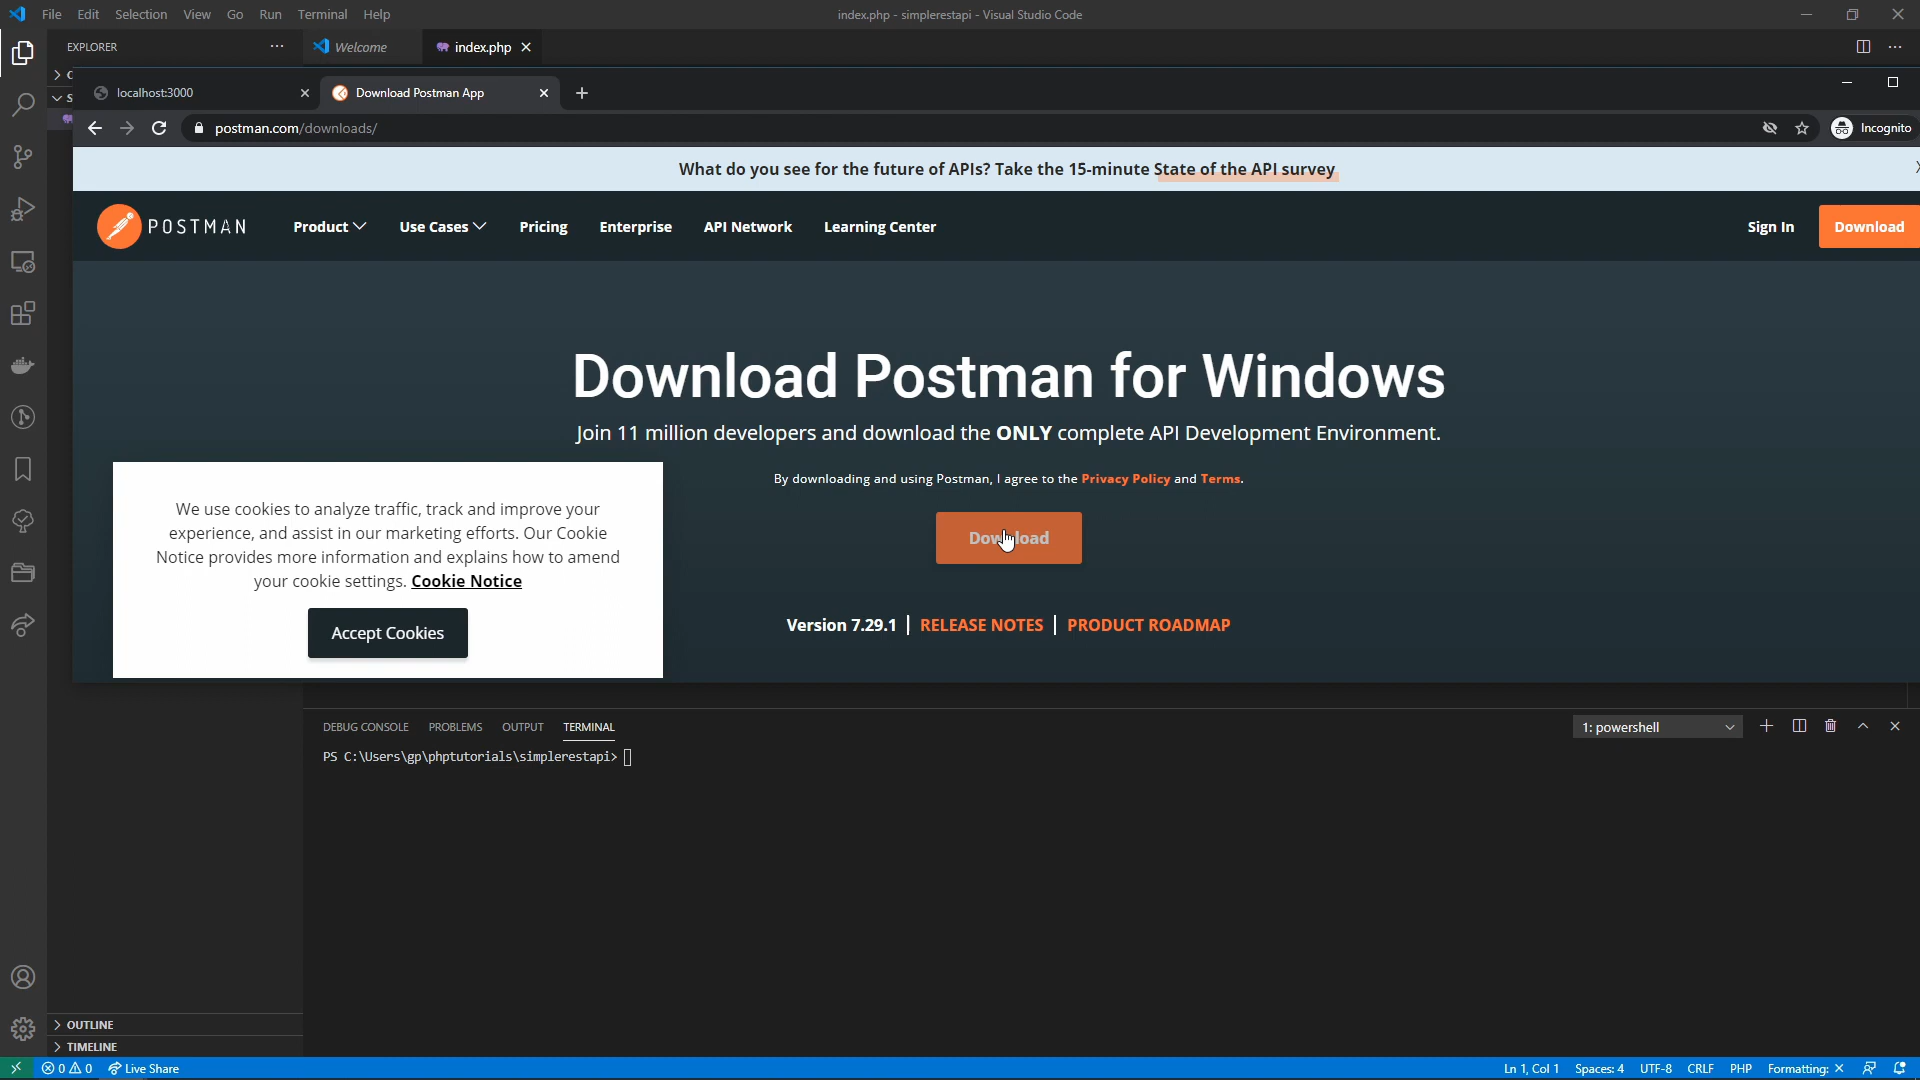 File Edit Selection View Go Run Terminal Help
index.php - simplerestapi - Visual Studio Code
EXPLORER
Welcome
index.php
localhost:3000
Download Postman App
postman.com/downloads/
Incognito
What do you see for the future of APIs? Take the 15-minute State of the API survey
POSTMAN
Product Use Cases Pricing Enterprise API Network Learning Center
Sign In
Download
Download Postman for Windows
Join 11 million developers and download the ONLY complete API Development Environment.
By downloading and using Postman, I agree to the Privacy Policy and Terms.
Download
Version 7.29.1 | RELEASE NOTES | PRODUCT ROADMAP
We use cookies to analyze traffic, track and improve your
experience, and assist in our marketing efforts. Our Cookie
Notice provides more information and explains how to amend
your cookie settings. Cookie Notice
Accept Cookies
DEBUG CONSOLE PROBLEMS OUTPUT TERMINAL
1: powershell
PS C:\Users\gp\phptutorials\simplerestapi>
OUTLINE
TIMELINE
0 0 Live Share
Ln 1, Col 1 Spaces: 4 UTF-8 CRLF PHP Formatting: ×